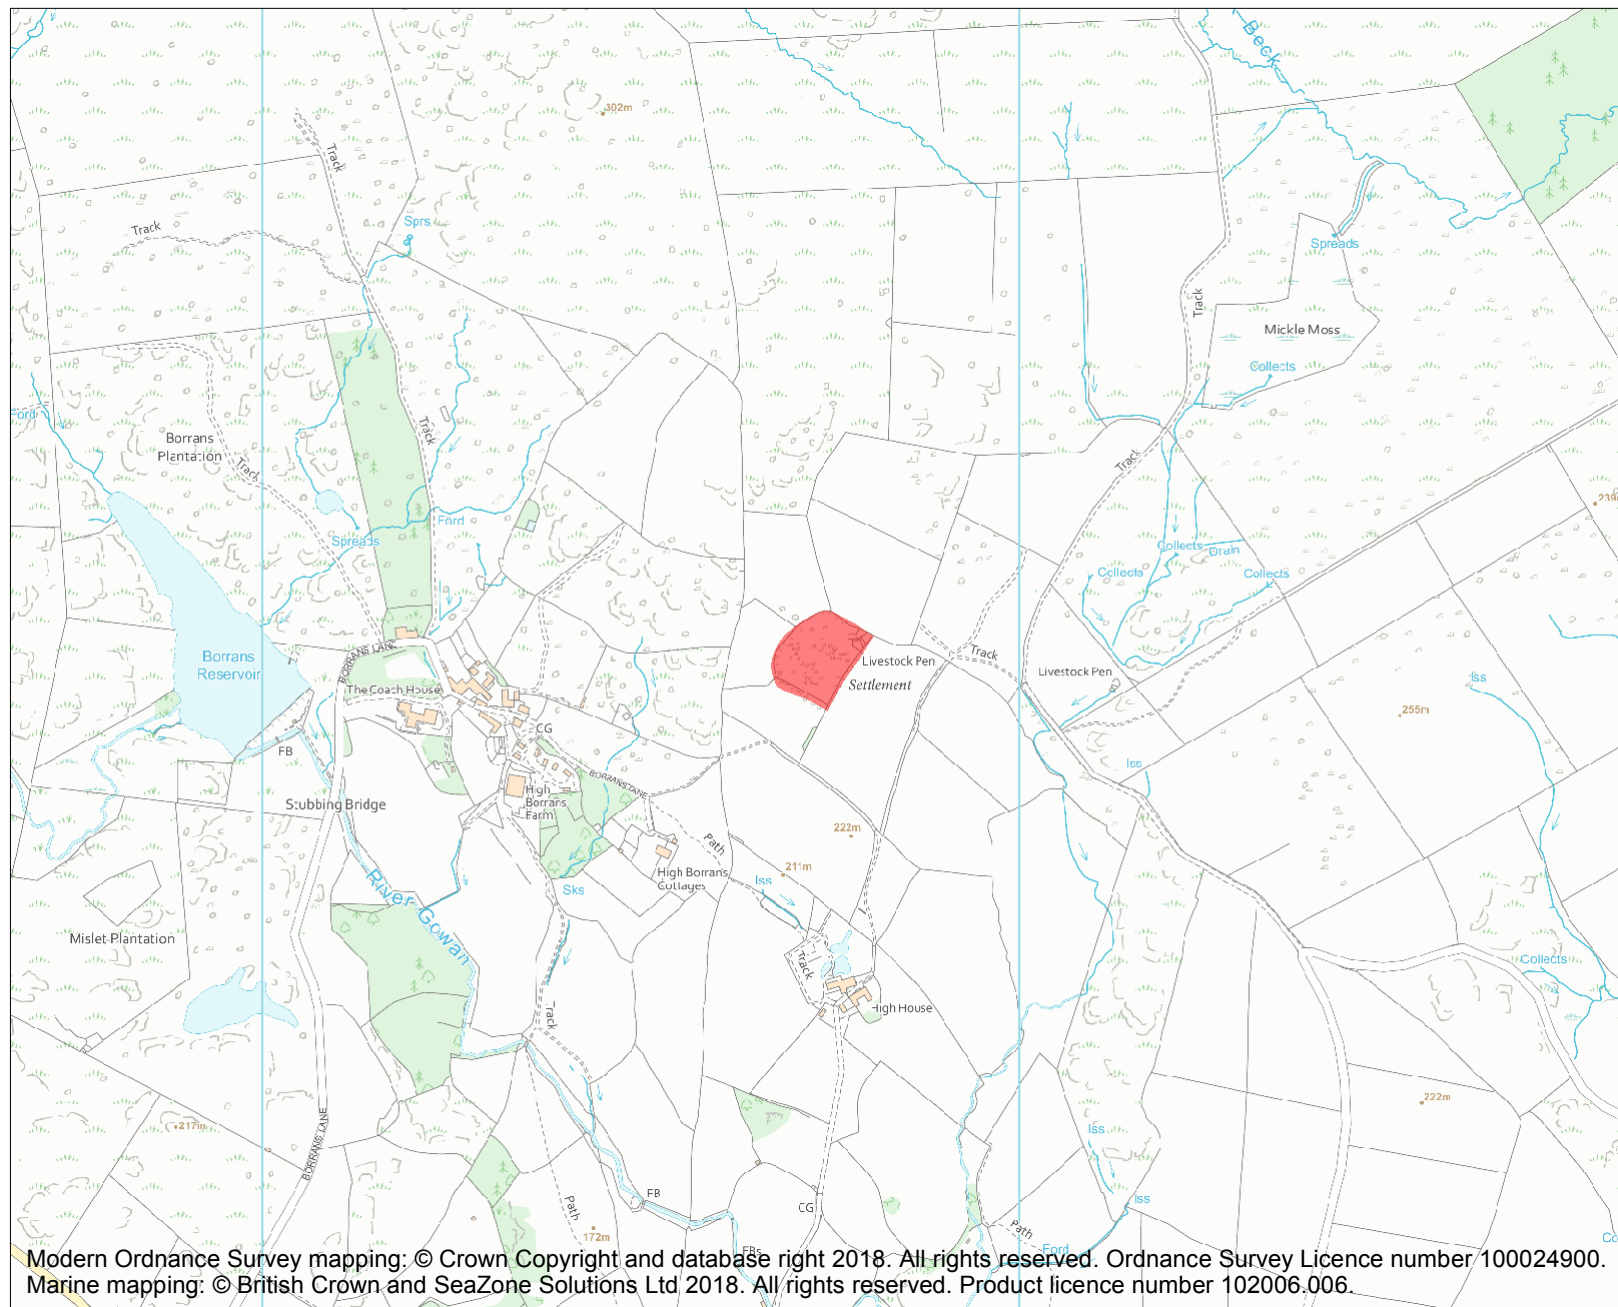 Beck
302m
Track
Sprs
Track
Spreads
Track
Mickle Moss
Collects
Ford
Borrans
Plantation
Track
Track
Track
239
Spreads
Ford
Collects
Drain
Collects
Collects
BORRANS LANE
Borrans
Reservoir
Livestock Pen
Track
Settlement
Livestock Pen
Iss
The Coach House
255m
CG
FB
Iss
BORRANS LANE
Stubbing Bridge
High
Borrans
Farm
222m
Path
211m
High Borrans
Cottages
Iss
Sks
River Gowan
Mislet Plantation
Track
Collects
High House
Track
222m
217m
BORRANS LANE
Iss
FB
Iss
Path
CG
Path
172m
FBs
Ford
Co
Modern Ordnance Survey mapping: © Crown Copyright and database right 2018. All rights reserved. Ordnance Survey Licence number 100024900.
Marine mapping: © British Crown and SeaZone Solutions Ltd 2018. All rights reserved. Product licence number 102006.006.